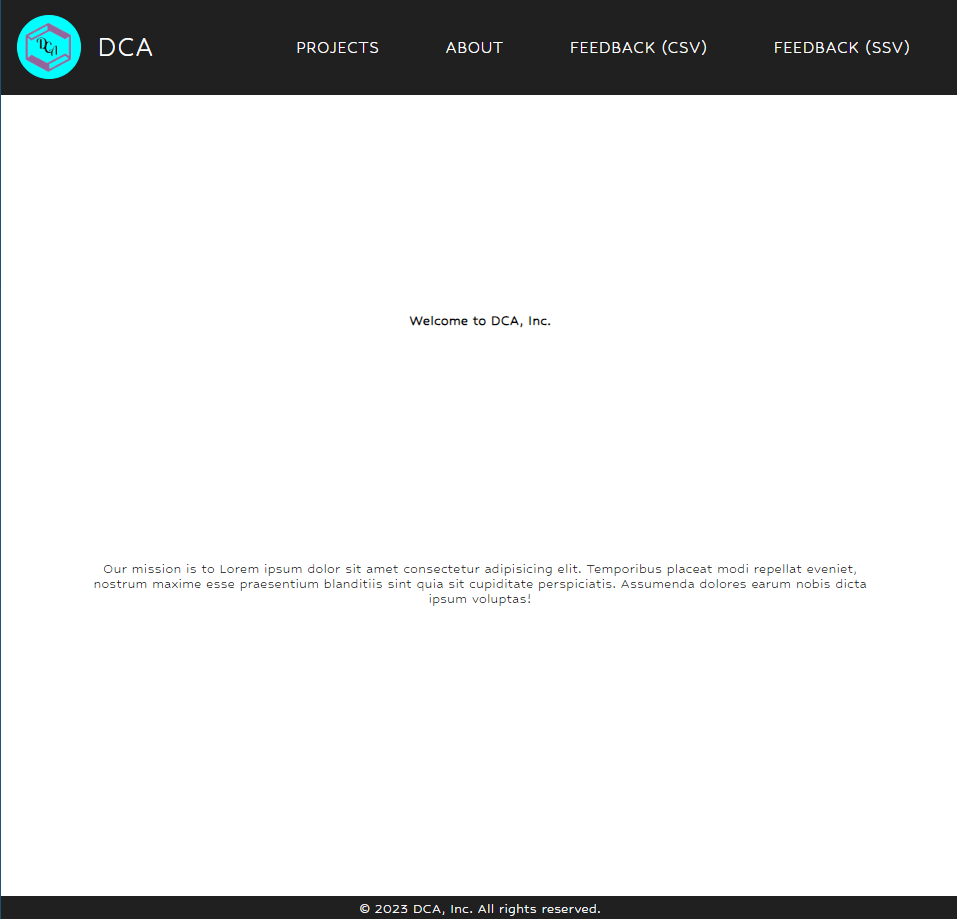 DCA
DCA
PROJECTS
ABOUT
FEEDBACK (CSV)
FEEDBACK (SSV)
Welcome to DCA, Inc.
Our mission is to Lorem ipsum dolor sit amet consectetur adipisicing elit. Temporibus placeat modi repellat eveniet,
nostrum maxime esse praesentium blanditiis sint quia sit cupiditate perspiciatis. Assumenda dolores earum nobis dicta
ipsum voluptas!
© 2023 DCA, Inc. All rights reserved.